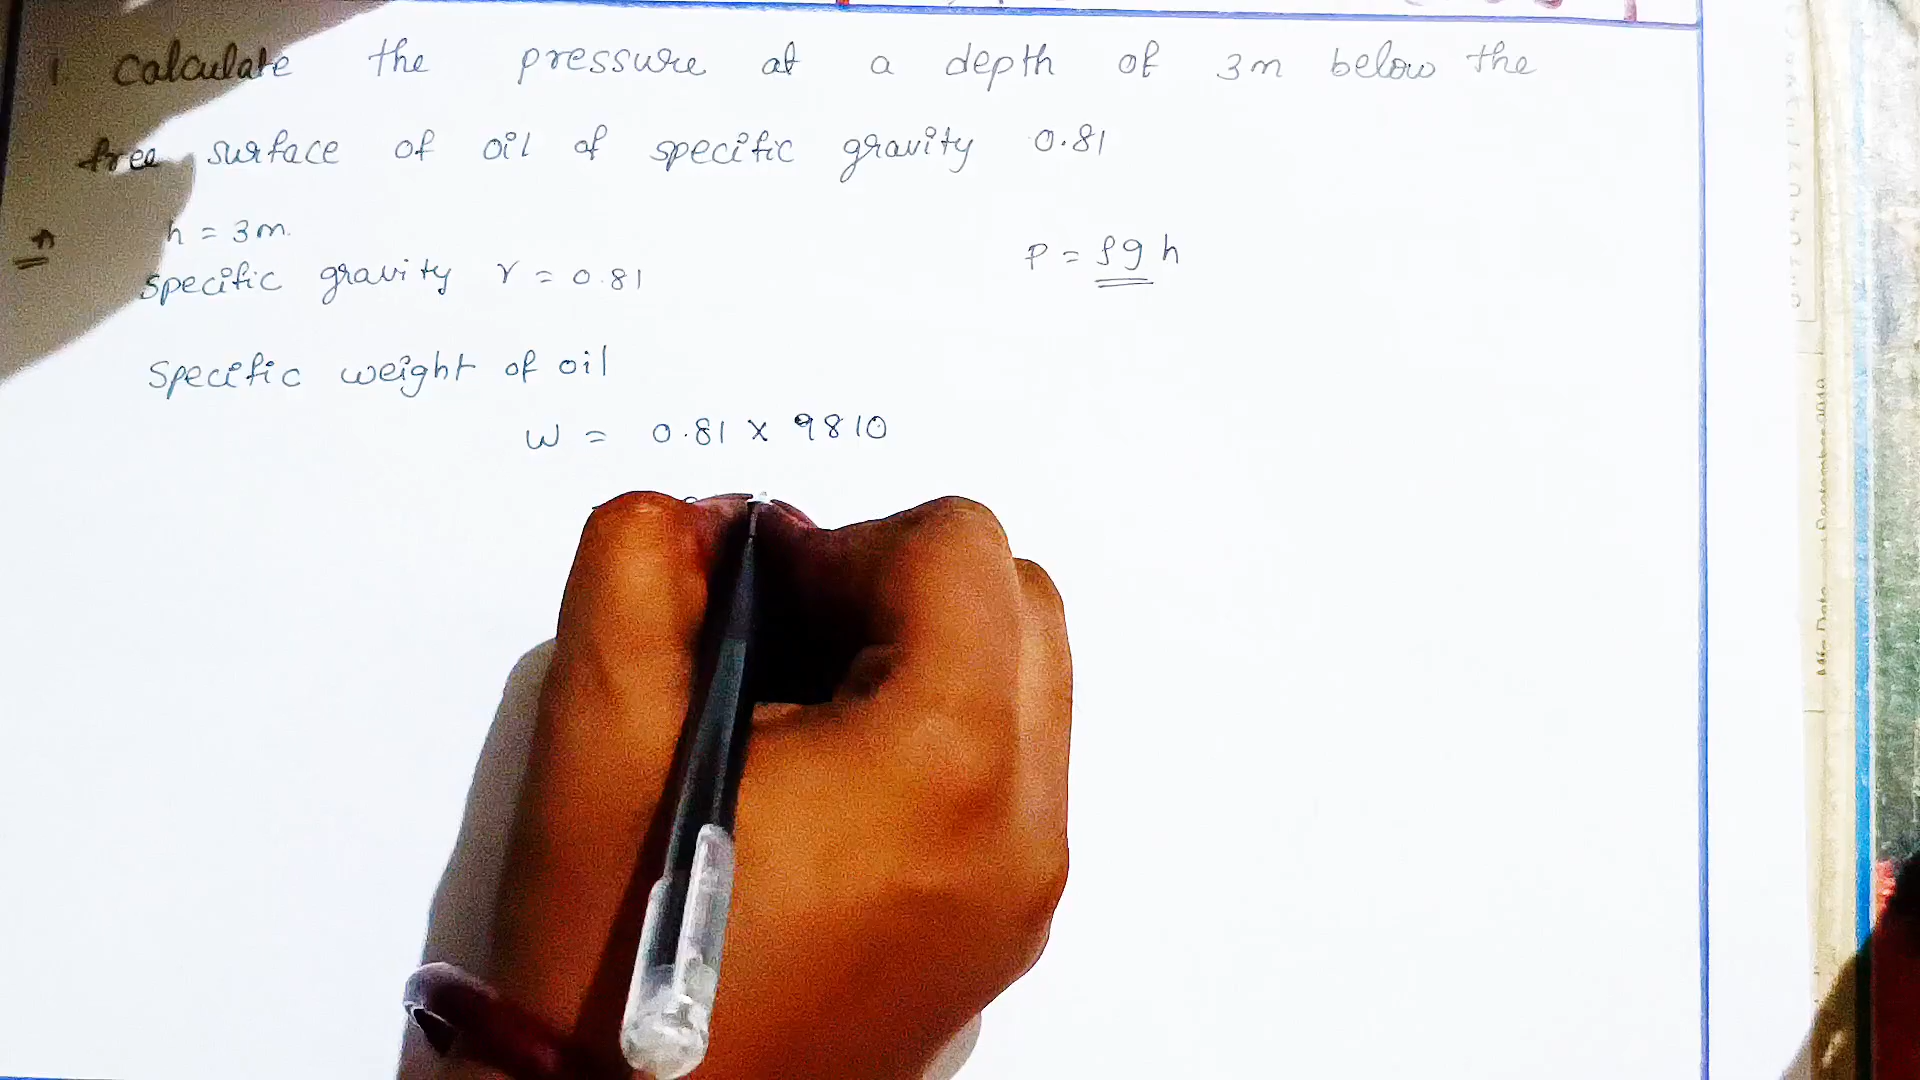 1 Calculate the pressure at a depth of 3m below the
free surface of oil of specific gravity 0.81
h = 3m.
P = ρg h
specific gravity r = 0.81
Specific weight of oil
w = 0.81 x 9810